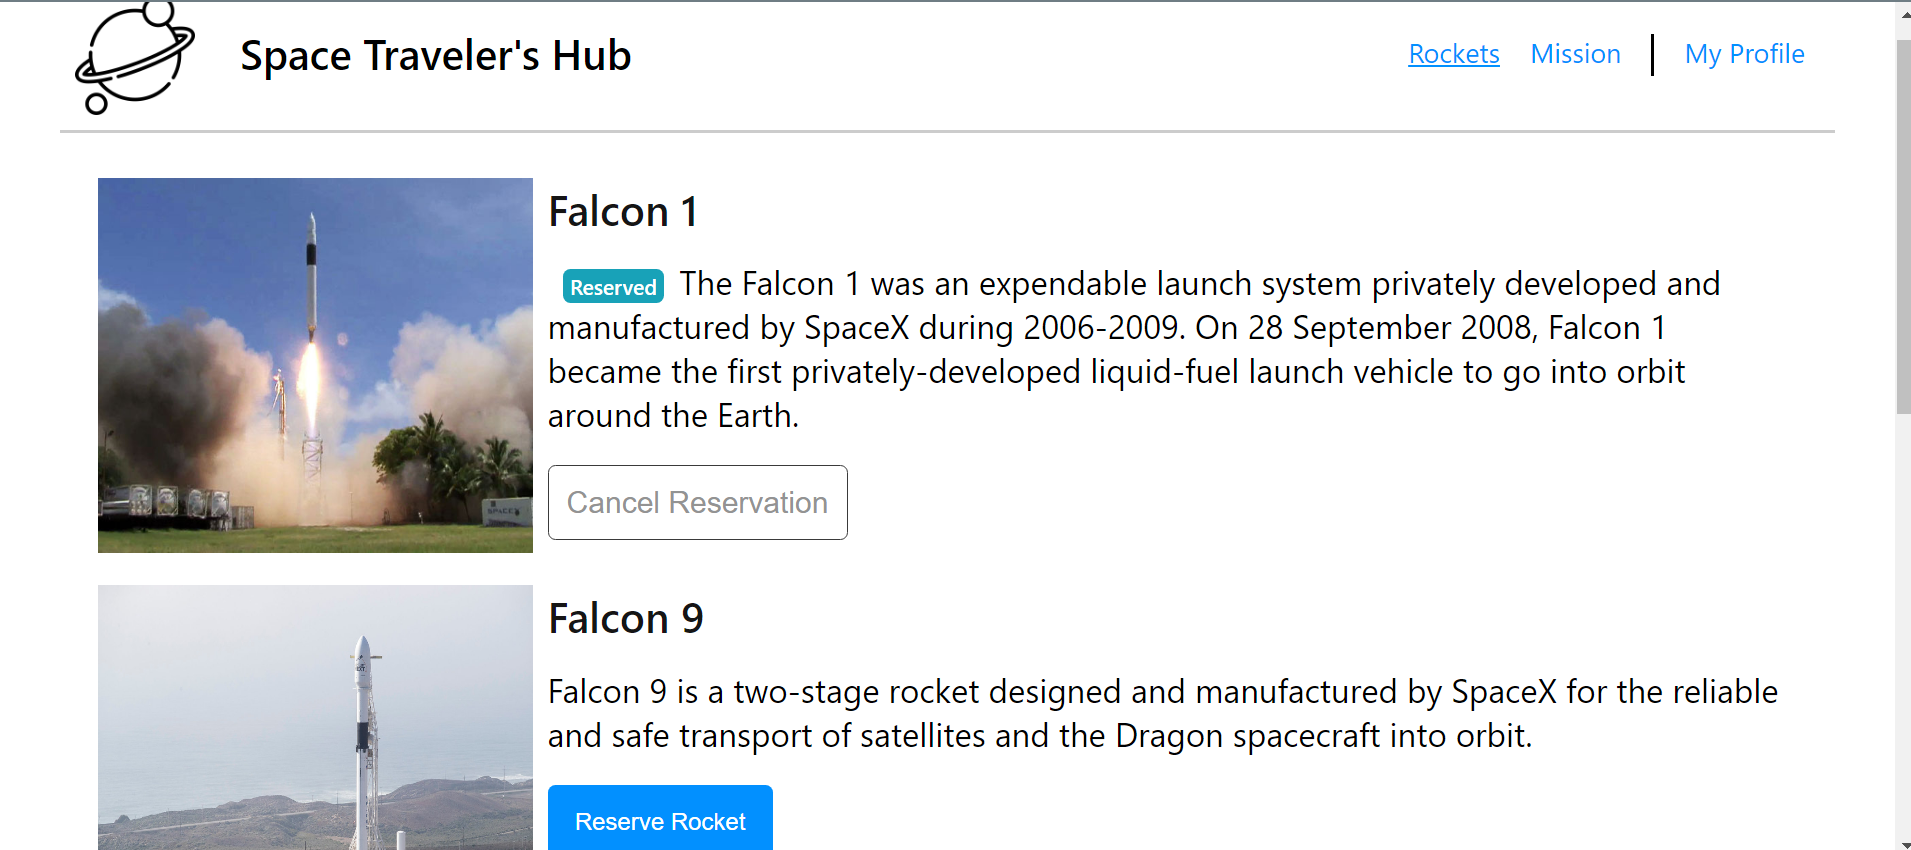 Space Traveler's Hub
Rockets Mission My Profile
Falcon 1
Reserved The Falcon 1 was an expendable launch system privately developed and
manufactured by SpaceX during 2006-2009. On 28 September 2008, Falcon 1
became the first privately-developed liquid-fuel launch vehicle to go into orbit
around the Earth.
Cancel Reservation
Falcon 9
Falcon 9 is a two-stage rocket designed and manufactured by SpaceX for the reliable
and safe transport of satellites and the Dragon spacecraft into orbit.
Reserve Rocket